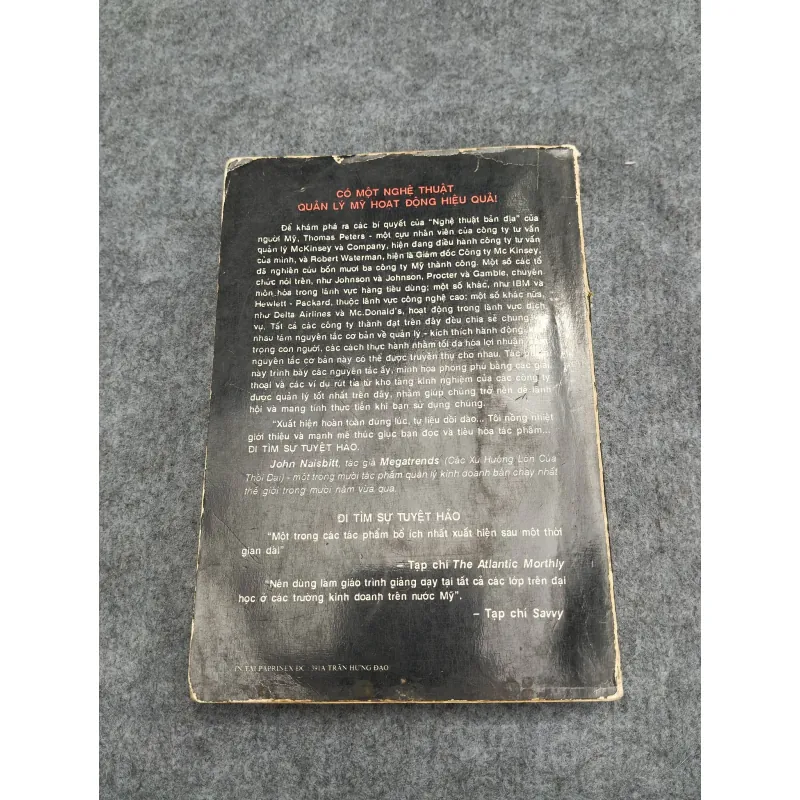 CÓ MỘT NGHỆ THUẬT
QUẢN LÝ MỸ HOẠT ĐỘNG HIỆU QUẢ!
Để khám phá ra các bí quyết của "Nghệ thuật bản địa" của
người Mỹ, Thomas Peters - một cựu nhân viên của công ty tư vấn
quản lý McKinsey và Company, hiện đang điều hành công ty tư vấn
của mình, và Robert Waterman, hiện là Giám đốc Công ty Mc Kinsey,
đã nghiên cứu bốn mươi ba công ty Mỹ thành công. Một số các tổ
chức nói trên, như Johnson và Johnson, Procter và Gamble, chuyên
môn hóa trong lãnh vực hàng tiêu dùng; một số khác, như IBM và
Hewlett - Packard, thuộc lãnh vực công nghệ cao; một số khác nữa,
như Delta Airlines và Mc.Donald's, hoạt động trong lãnh vực dịch
vụ. Tất cả các công ty thành đạt trên đây đều chia sẻ chung
nhau tám nguyên tắc cơ bản về quản lý - kích thích hành động,
trọng con người, các cách thực hành nhằm tối đa hóa lợi nhuận
nguyên tắc cơ bản này có thể được truyền thụ cho nhau. Tác phẩm
này trình bày các nguyên tắc ấy, minh họa phong phú bằng các giai
thoại và các ví dụ rút tỉa từ kho tàng kinh nghiệm của các công ty
được quản lý tốt nhất trên đây, nhằm giúp chúng trở nên dễ lãnh
hội và mang tính thực tiễn khi bạn sử dụng chúng.
"Xuất hiện hoàn toàn đúng lúc, tư liệu dồi dào... Tôi nồng nhiệt
giới thiệu và mạnh mẽ thúc giục bạn đọc và tiêu hóa tác phẩm...
ĐI TÌM SỰ TUYỆT HẢO.
John Naisbitt, tác giả Megatrends (Các Xu Hướng Lớn Của
Thời Đại) - một trong mười tác phẩm quản lý kinh doanh bán chạy nhất
thế giới trong mười năm vừa qua.
ĐI TÌM SỰ TUYỆT HẢO
"Một trong các tác phẩm bổ ích nhất xuất hiện sau một thời
gian dài"
– Tạp chí The Atlantic Morthly
"Nên dùng làm giáo trình giảng dạy tại tất cả các lớp trên đại
học ở các trường kinh doanh trên nước Mỹ".
– Tạp chí Savvy
IN TẠI PAPRINEX ĐC : 391A TRẦN HƯNG ĐẠO